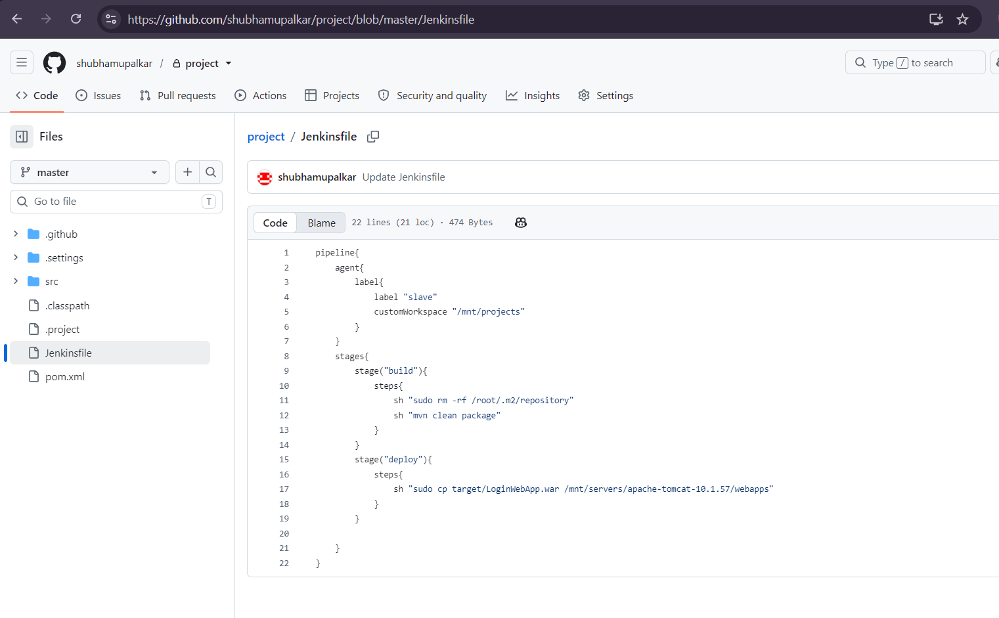 https://github.com/shubhamupalkar/project/blob/master/Jenkinsfile
shubhamupalkar / project
Type / to search
Code Issues Pull requests Actions Projects Security and quality Insights Settings
Files
master
Go to file T
.github
.settings
src
.classpath
.project
Jenkinsfile
pom.xml
project / Jenkinsfile
shubhamupalkar Update Jenkinsfile
Code Blame 22 lines (21 loc) · 474 Bytes
1 pipeline{
2     agent{
3         label{
4             label "slave"
5             customWorkspace "/mnt/projects"
6         }
7     }
8     stages{
9         stage("build"){
10             steps{
11                 sh "sudo rm -rf /root/.m2/repository"
12                 sh "mvn clean package"
13             }
14         }
15         stage("deploy"){
16             steps{
17                 sh "sudo cp target/LoginWebApp.war /mnt/servers/apache-tomcat-10.1.57/webapps"
18             }
19         }
20
21     }
22 }